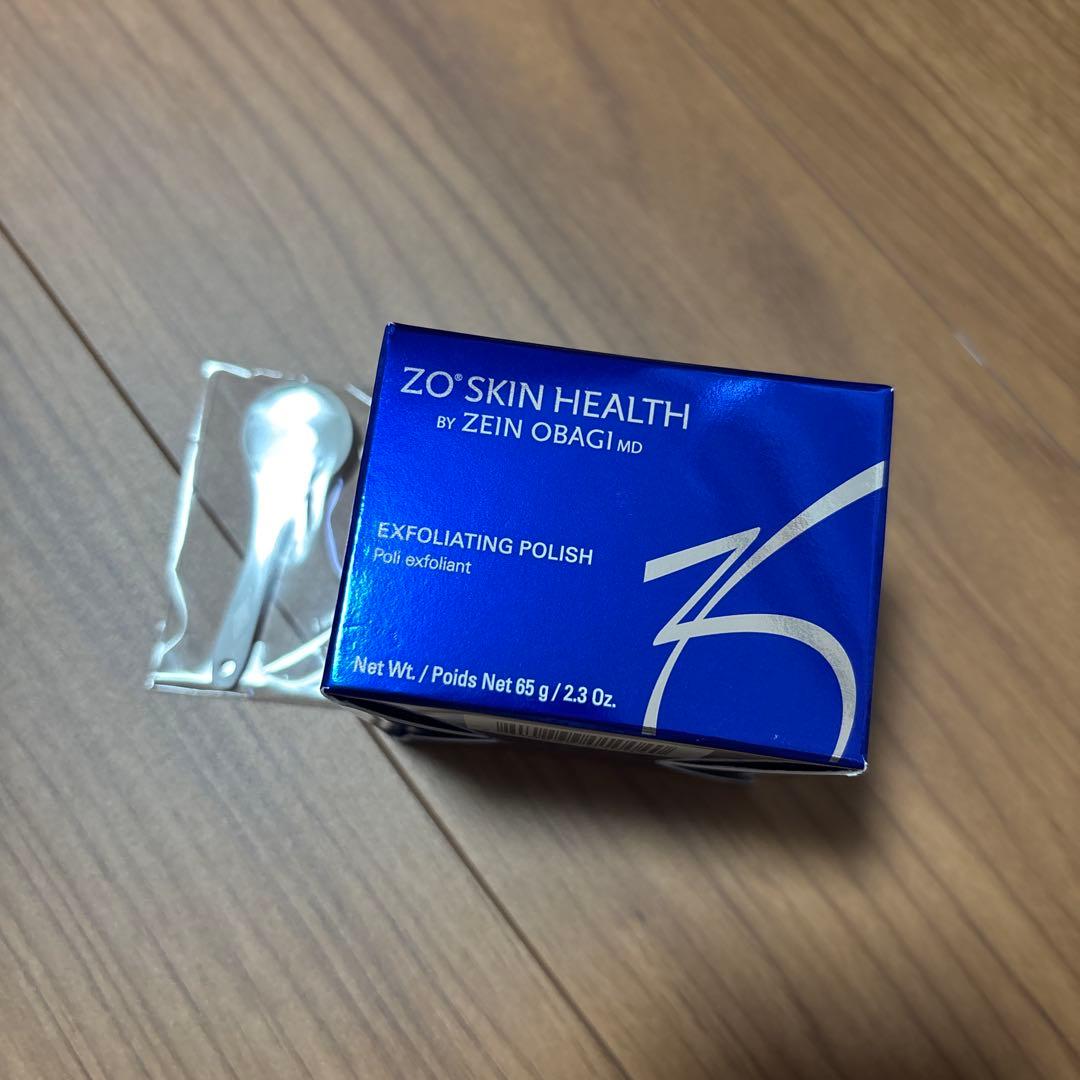 ZO® SKIN HEALTH
BY ZEIN OBAGI MD
EXFOLIATING POLISH
Poli exfoliant
Net Wt. / Poids Net 65 g / 2.3 Oz.